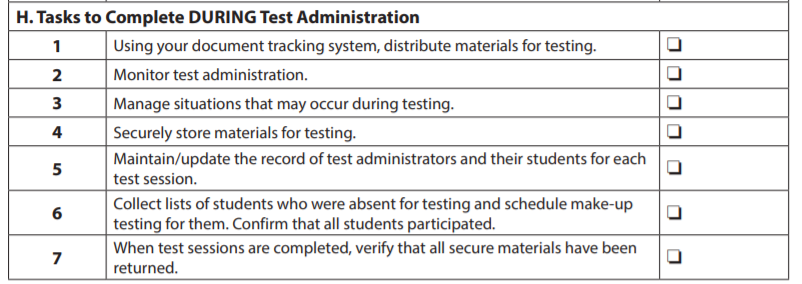 H. Tasks to Complete DURING Test Administration
1 Using your document tracking system, distribute materials for testing.
2 Monitor test administration.
3 Manage situations that may occur during testing.
4 Securely store materials for testing.
5 Maintain/update the record of test administrators and their students for each
test session.
6 Collect lists of students who were absent for testing and schedule make-up
testing for them. Confirm that all students participated.
7 When test sessions are completed, verify that all secure materials have been
returned.